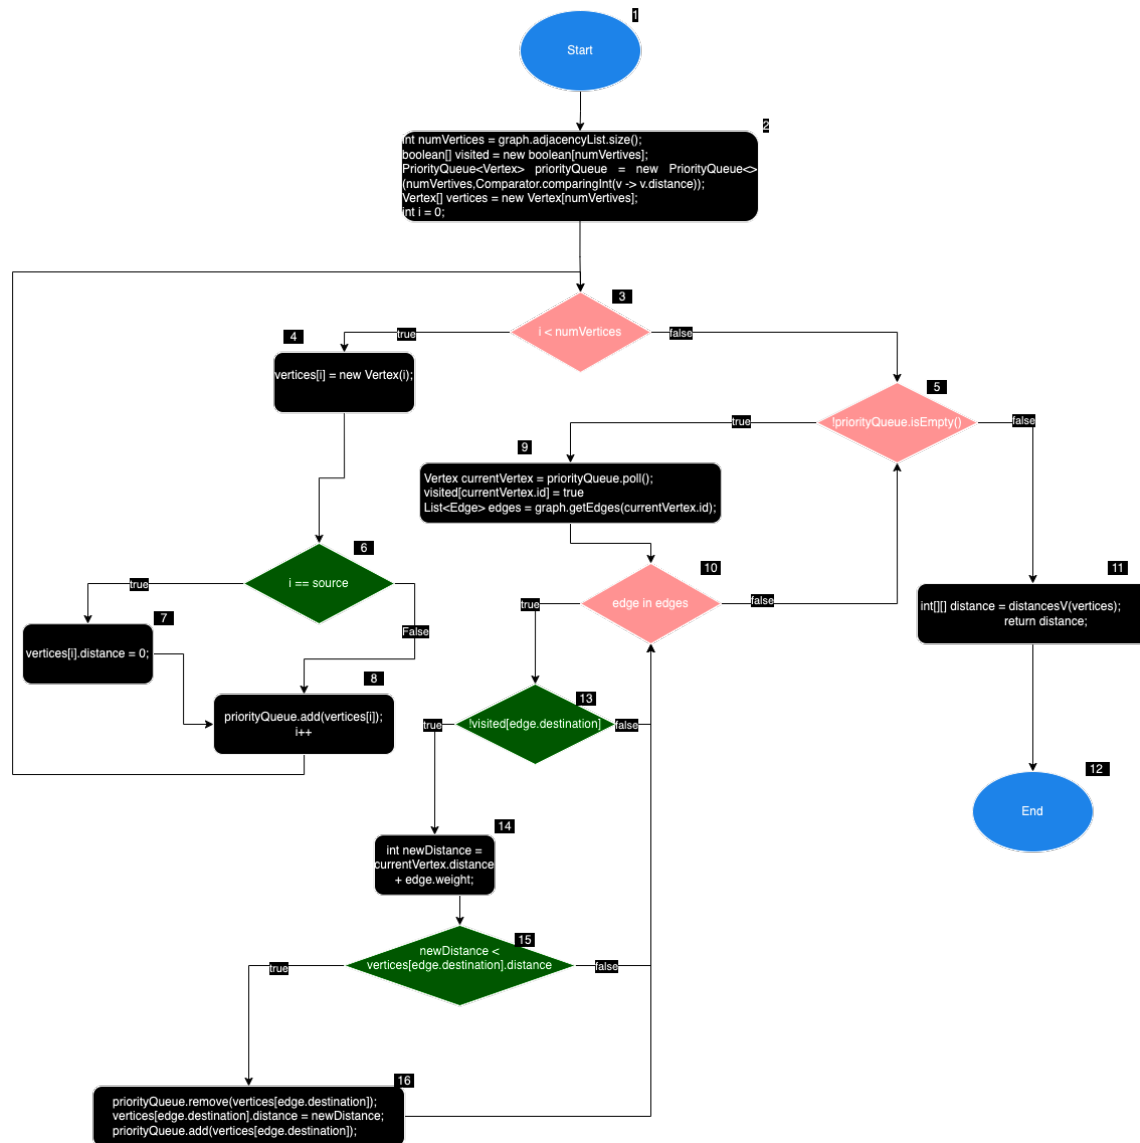 1
Start
2
int numVertices = graph.adjacencyList.size();
boolean[] visited = new boolean[numVertives];
PriorityQueue<Vertex> priorityQueue = new PriorityQueue<>
(numVertives,Comparator.comparingInt(v -> v.distance));
Vertex[] vertices = new Vertex[numVertives];
int i = 0;
3
i < numVertices
true
false
4
vertices[i] = new Vertex(i);
5
!priorityQueue.isEmpty()
true
false
9
Vertex currentVertex = priorityQueue.poll();
visited[currentVertex.id] = true
List<Edge> edges = graph.getEdges(currentVertex.id);
6
i == source
true
False
7
vertices[i].distance = 0;
8
priorityQueue.add(vertices[i]);
i++
10
edge in edges
true
false
11
int[][] distance = distancesV(vertices);
return distance;
13
!visited[edge.destination]
true
false
12
End
14
int newDistance =
currentVertex.distance
+ edge.weight;
15
newDistance <
vertices[edge.destination].distance
true
false
16
priorityQueue.remove(vertices[edge.destination]);
vertices[edge.destination].distance = newDistance;
priorityQueue.add(vertices[edge.destination]);